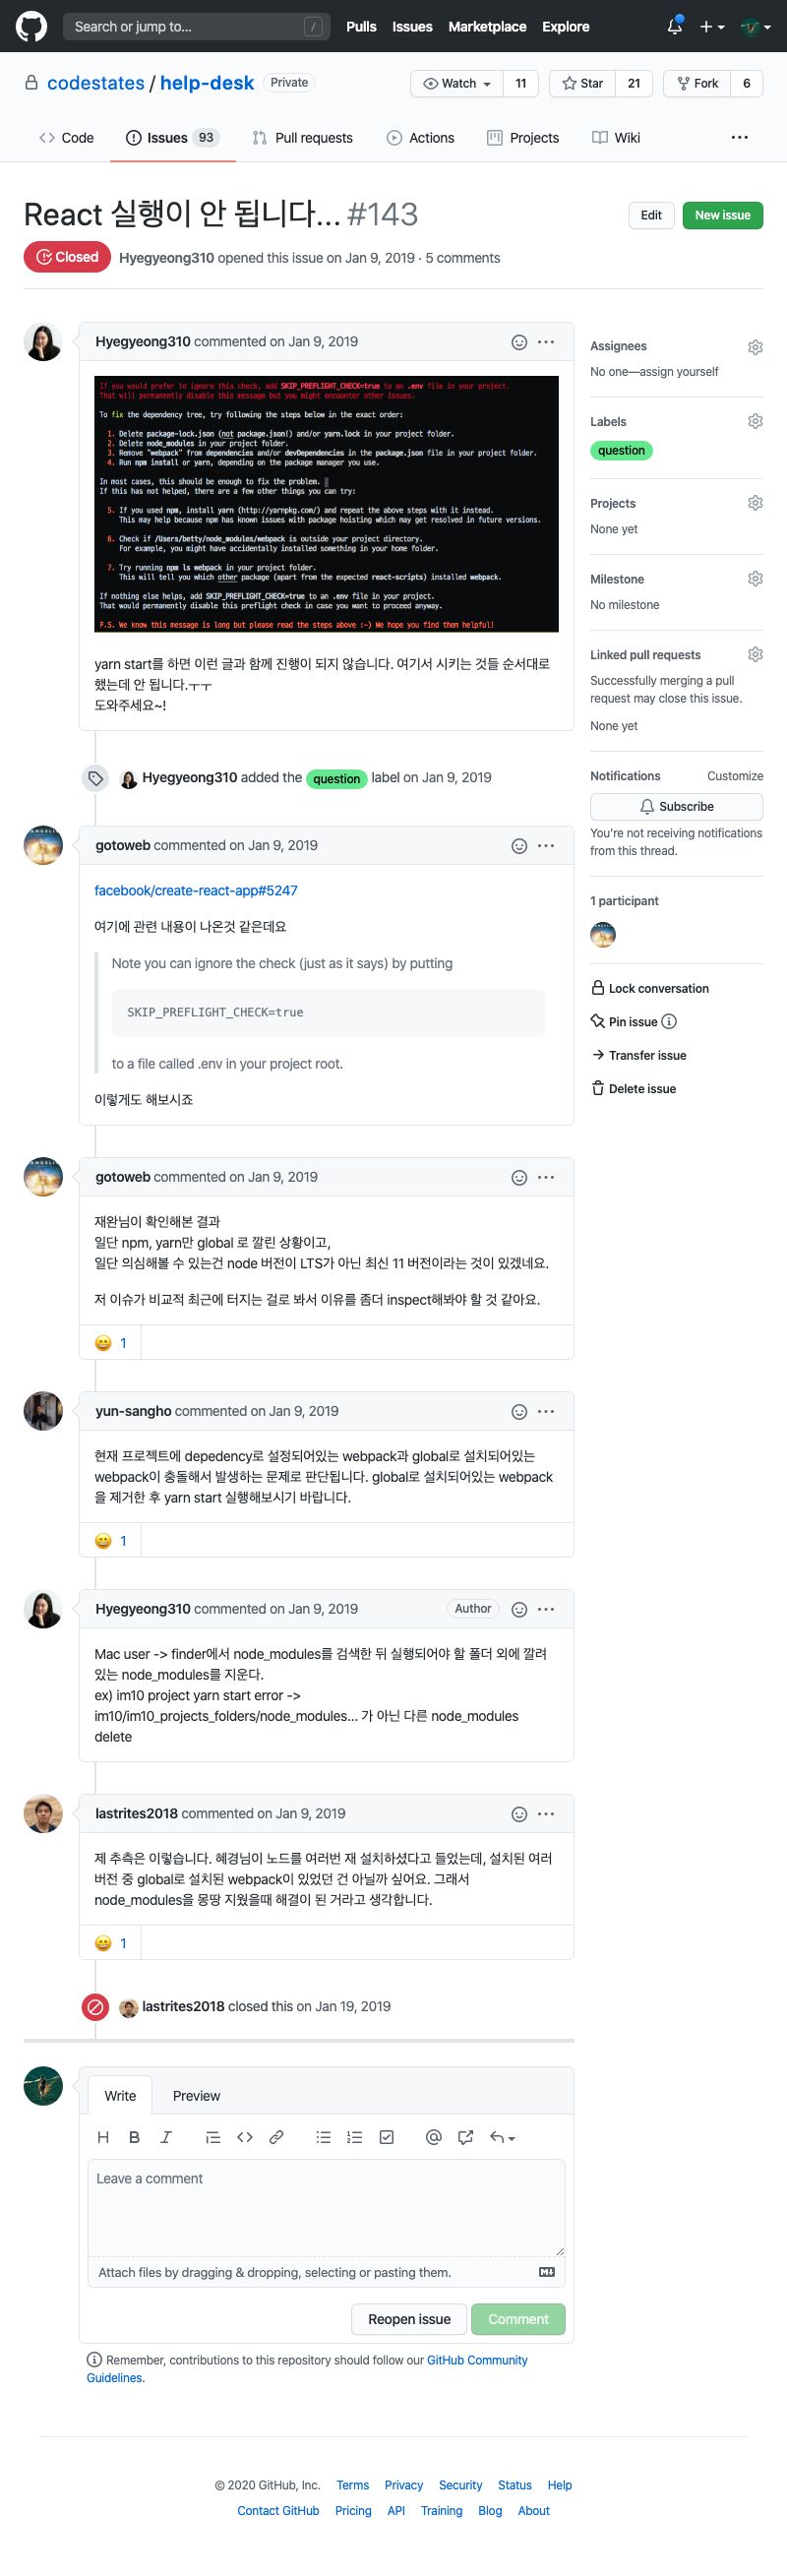 Search or jump to...
/
Pulls Issues Marketplace Explore
codestates / help-desk Private
Watch 11 Star 21 Fork 6
Code Issues 93 Pull requests Actions Projects Wiki
React 실행이 안 됩니다... #143
Edit New issue
Closed Hyegyeong310 opened this issue on Jan 9, 2019 · 5 comments
Hyegyeong310 commented on Jan 9, 2019
If you would prefer to ignore this check, add SKIP_PREFLIGHT_CHECK=true to an .env file in your project.
That will permanently disable this message but you might encounter other issues.
To fix the dependency tree, try following the steps below in the exact order:
1. Delete package-lock.json (not package.json!) and/or yarn.lock in your project folder.
2. Delete node_modules in your project folder.
3. Remove "webpack" from dependencies and/or devDependencies in the package.json file in your project folder.
4. Run npm install or yarn, depending on the package manager you use.
In most cases, this should be enough to fix the problem.
If this has not helped, there are a few other things you can try:
5. If you used npm, install yarn (http://yarnpkg.com/) and repeat the above steps with it instead.
This may help because npm has known issues with package hoisting which may get resolved in future versions.
6. Check if /Users/betty/node_modules/webpack is outside your project directory.
For example, you might have accidentally installed something in your home folder.
7. Try running npm ls webpack in your project folder.
This will tell you which other package (apart from the expected react-scripts) installed webpack.
If nothing else helps, add SKIP_PREFLIGHT_CHECK=true to an .env file in your project.
That would permanently disable this preflight check in case you want to proceed anyway.
P.S. We know this message is long but please read the steps above :-) We hope you find them helpful!
yarn start를 하면 이런 글과 함께 진행이 되지 않습니다. 여기서 시키는 것들 순서대로
했는데 안 됩니다.ㅜㅜ
도와주세요~!
Hyegyeong310 added the question label on Jan 9, 2019
gotoweb commented on Jan 9, 2019
facebook/create-react-app#5247
여기에 관련 내용이 나온것 같은데요
Note you can ignore the check (just as it says) by putting
SKIP_PREFLIGHT_CHECK=true
to a file called .env in your project root.
이렇게도 해보시죠
gotoweb commented on Jan 9, 2019
재완님이 확인해본 결과
일단 npm, yarn만 global 로 깔린 상황이고,
일단 의심해볼 수 있는건 node 버전이 LTS가 아닌 최신 11 버전이라는 것이 있겠네요.
저 이슈가 비교적 최근에 터지는 걸로 봐서 이유를 좀더 inspect해봐야 할 것 같아요.
😄 1
yun-sangho commented on Jan 9, 2019
현재 프로젝트에 depedency로 설정되어있는 webpack과 global로 설치되어있는
webpack이 충돌해서 발생하는 문제로 판단됩니다. global로 설치되어있는 webpack
을 제거한 후 yarn start 실행해보시기 바랍니다.
😄 1
Hyegyeong310 commented on Jan 9, 2019 Author
Mac user -> finder에서 node_modules를 검색한 뒤 실행되어야 할 폴더 외에 깔려
있는 node_modules를 지운다.
ex) im10 project yarn start error ->
im10/im10_projects_folders/node_modules... 가 아닌 다른 node_modules
delete
lastrites2018 commented on Jan 9, 2019
제 추측은 이렇습니다. 혜경님이 노드를 여러번 재 설치하셨다고 들었는데, 설치된 여러
버전 중 global로 설치된 webpack이 있었던 건 아닐까 싶어요. 그래서
node_modules을 몽땅 지웠을때 해결이 된 거라고 생각합니다.
😄 1
lastrites2018 closed this on Jan 19, 2019
Assignees
No one—assign yourself
Labels
question
Projects
None yet
Milestone
No milestone
Linked pull requests
Successfully merging a pull
request may close this issue.
None yet
Notifications Customize
Subscribe
You're not receiving notifications
from this thread.
1 participant
Lock conversation
Pin issue
Transfer issue
Delete issue
Write Preview
Leave a comment
Attach files by dragging & dropping, selecting or pasting them.
Reopen issue Comment
Remember, contributions to this repository should follow our GitHub Community
Guidelines.
© 2020 GitHub, Inc. Terms Privacy Security Status Help
Contact GitHub Pricing API Training Blog About